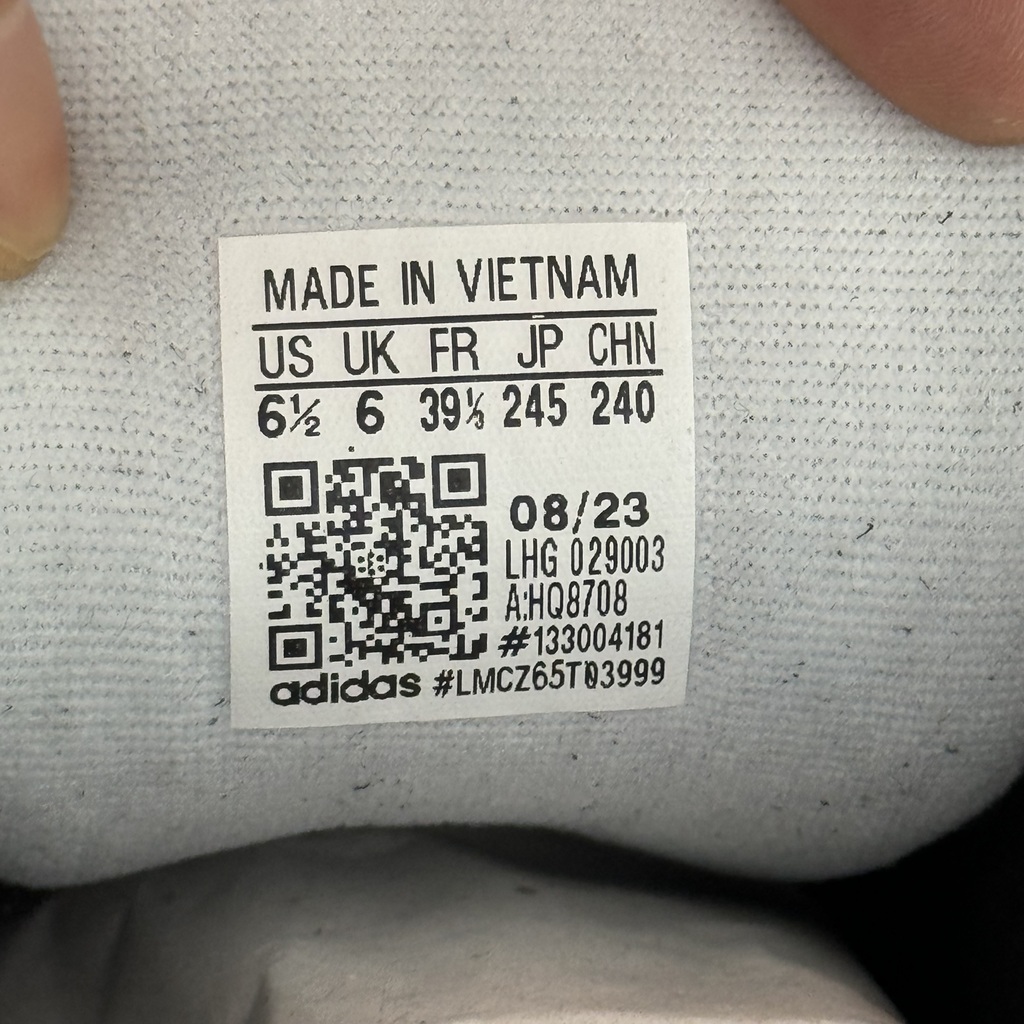 MADE IN VIETNAM
US UK FR JP CHN
6½ 6 39⅓ 245 240
08/23
LHG 029003
A:HQ8708
#133004181
adidas #LMCZ65T03999